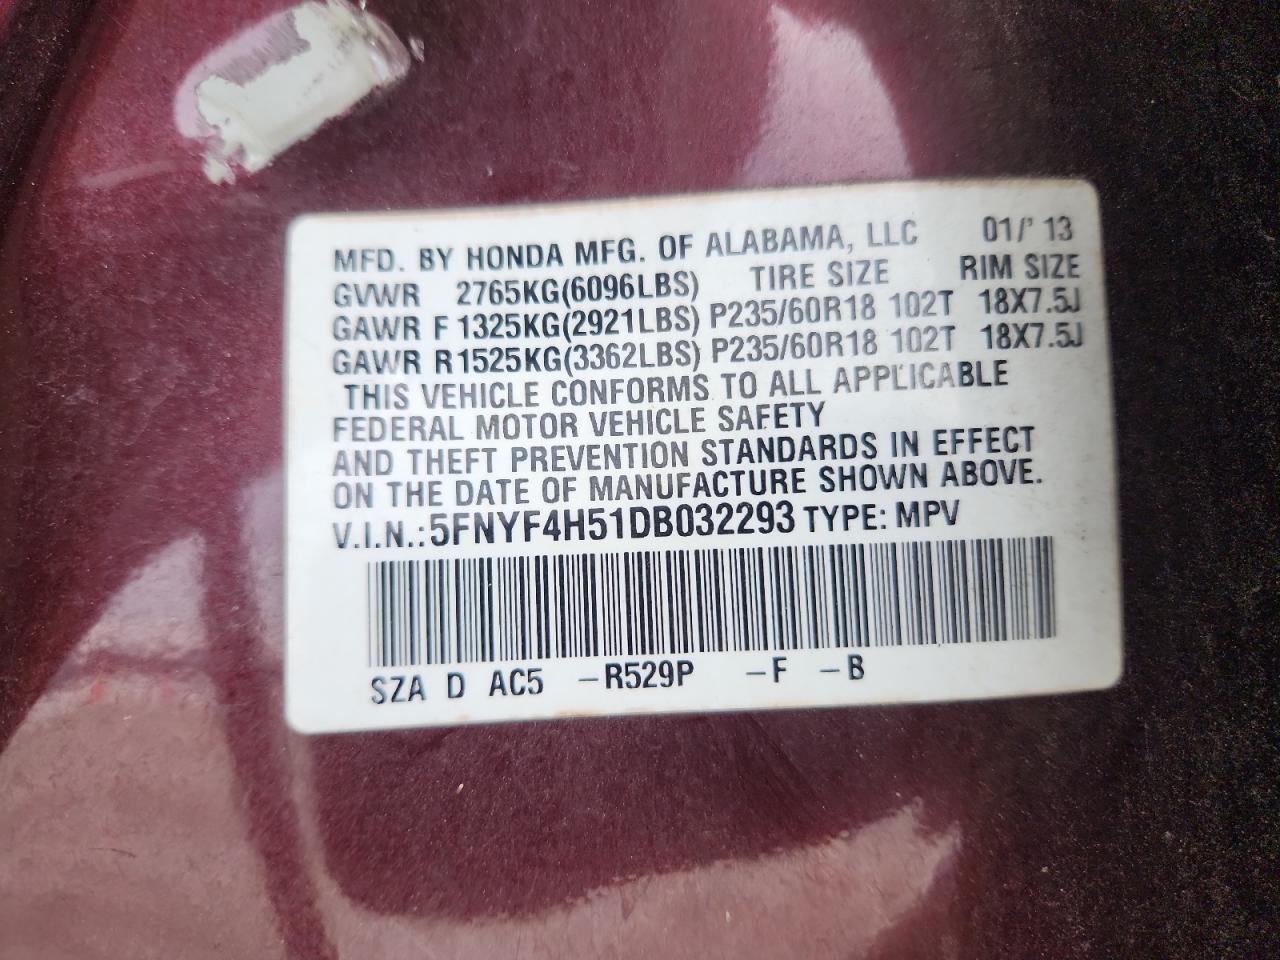 MFD. BY HONDA MFG. OF ALABAMA, LLC 01/'13
GVWR 2765KG(6096LBS) TIRE SIZE RIM SIZE
GAWR F 1325KG(2921LBS) P235/60R18 102T 18X7.5J
GAWR R1525KG(3362LBS) P235/60R18 102T 18X7.5J
THIS VEHICLE CONFORMS TO ALL APPLICABLE
FEDERAL MOTOR VEHICLE SAFETY
AND THEFT PREVENTION STANDARDS IN EFFECT
ON THE DATE OF MANUFACTURE SHOWN ABOVE.
V.I.N.:5FNYF4H51DB032293 TYPE: MPV
SZA D AC5 –R529P –F –B